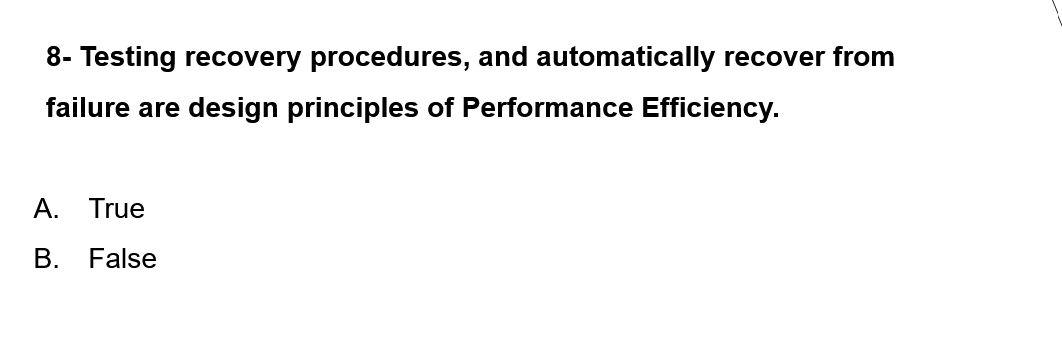 8- Testing recovery procedures, and automatically recover from
failure are design principles of Performance Efficiency.
A. True
B. False